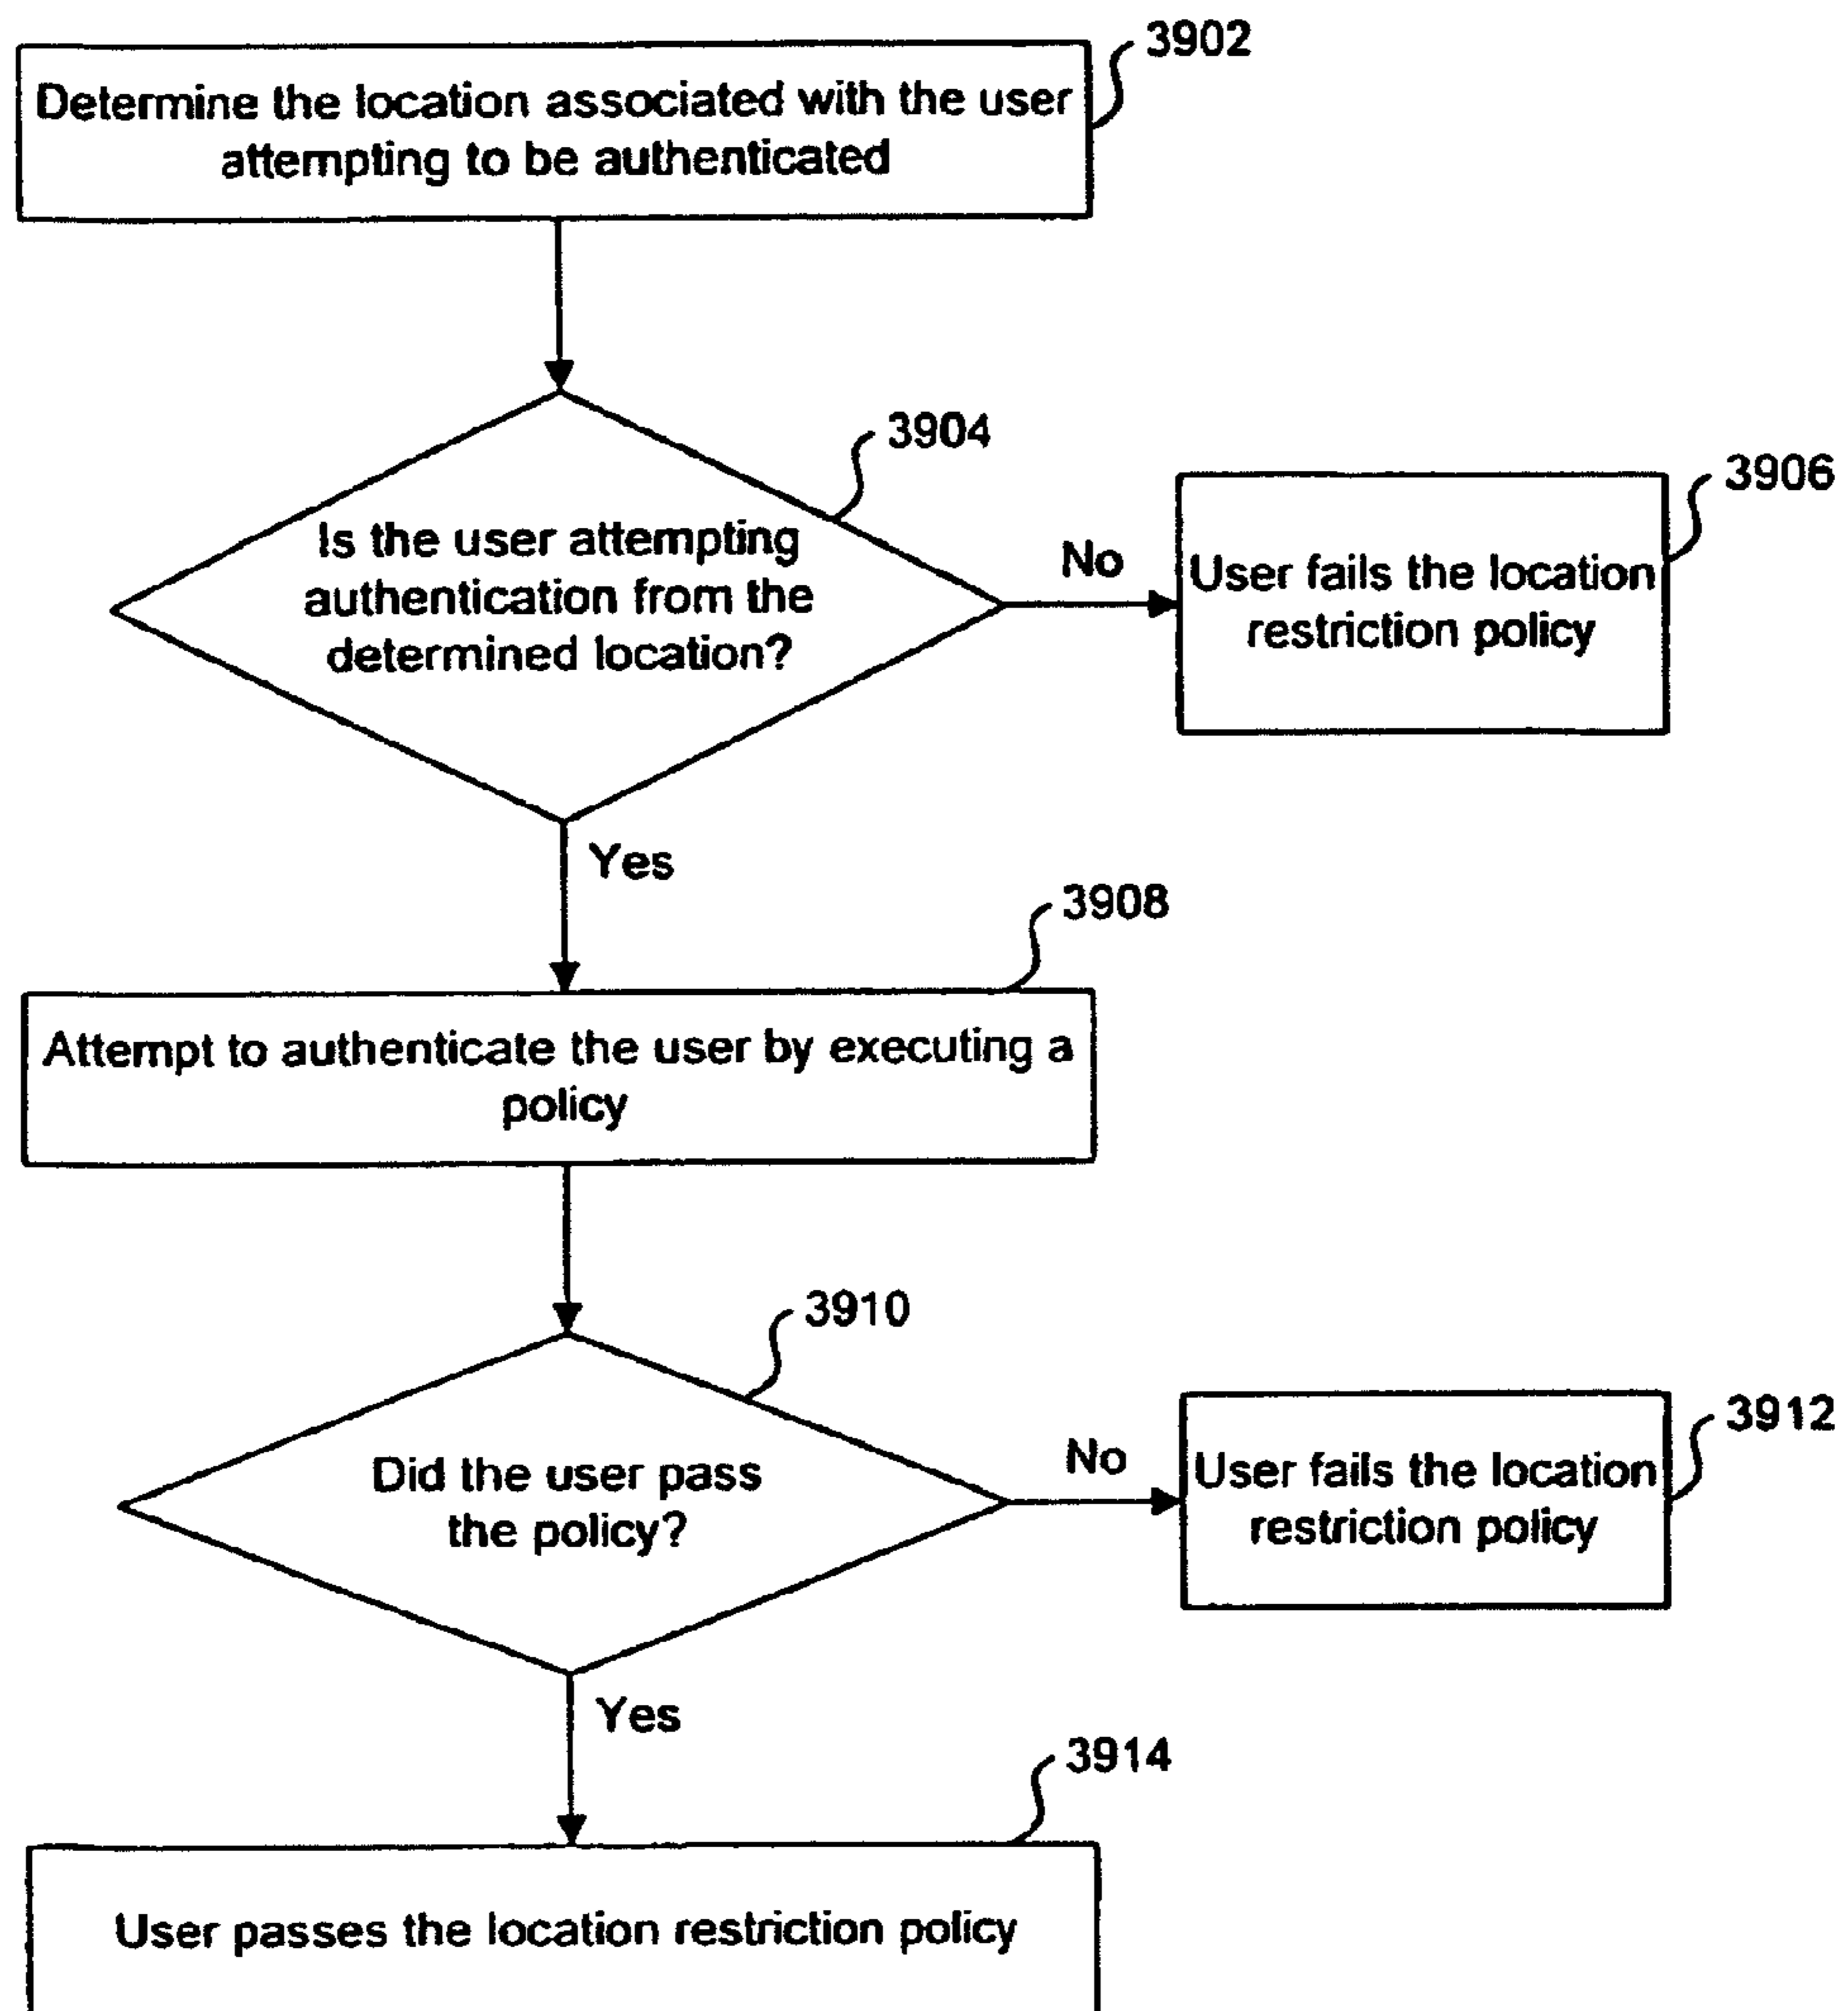 3902
Determine the location associated with the user
attempting to be authenticated
3904
Is the user attempting
authentication from the
determined location?
No
3906
User fails the location
restriction policy
Yes
3908
Attempt to authenticate the user by executing a
policy
3910
Did the user pass
the policy?
No
3912
User fails the location
restriction policy
Yes
3914
User passes the location restriction policy